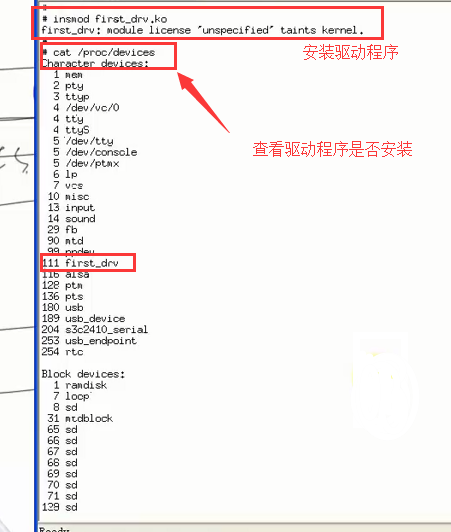 #
# insmod first_drv.ko
first_drv: module license 'unspecified' taints kernel.
安装驱动程序
#
# cat /proc/devices
Character devices:
1 mem
2 pty
3 ttyp
4 /dev/vc/0
4 tty
4 ttyS
5 /dev/tty
5 /dev/console
查看驱动程序是否安装
5 /dev/ptmx
6 lp
7 vcs
10 misc
13 input
14 sound
29 fb
90 mtd
99 ppdev
111 first_drv
116 alsa
128 ptm
136 pts
180 usb
189 usb_device
204 s3c2410_serial
253 usb_endpoint
254 rtc
Block devices:
1 ramdisk
7 loop
8 sd
31 mtdblock
65 sd
66 sd
67 sd
68 sd
69 sd
70 sd
71 sd
129 sd
Ready